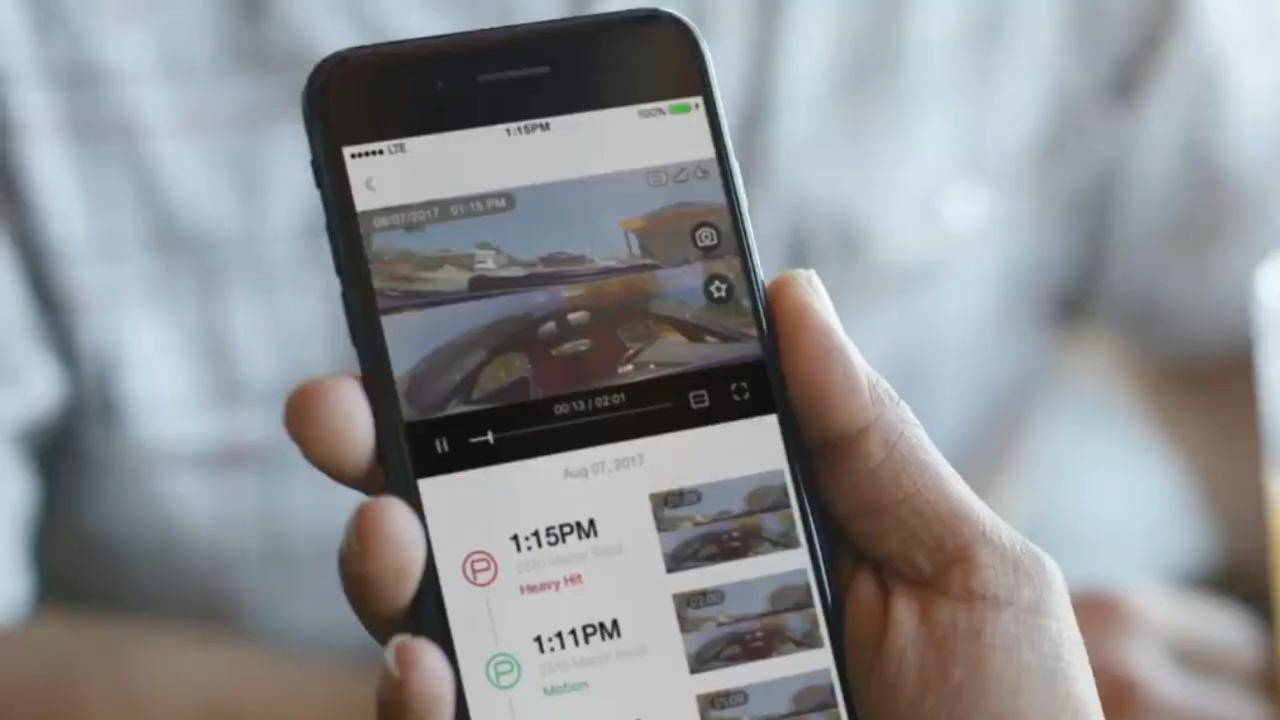 ●●●●● LTE 1:15PM 100%
08/07/2017 01:15 PM
00:13 / 02:01
Aug 07, 2017
1:15PM
Heavy Hit
1:11PM
Motion